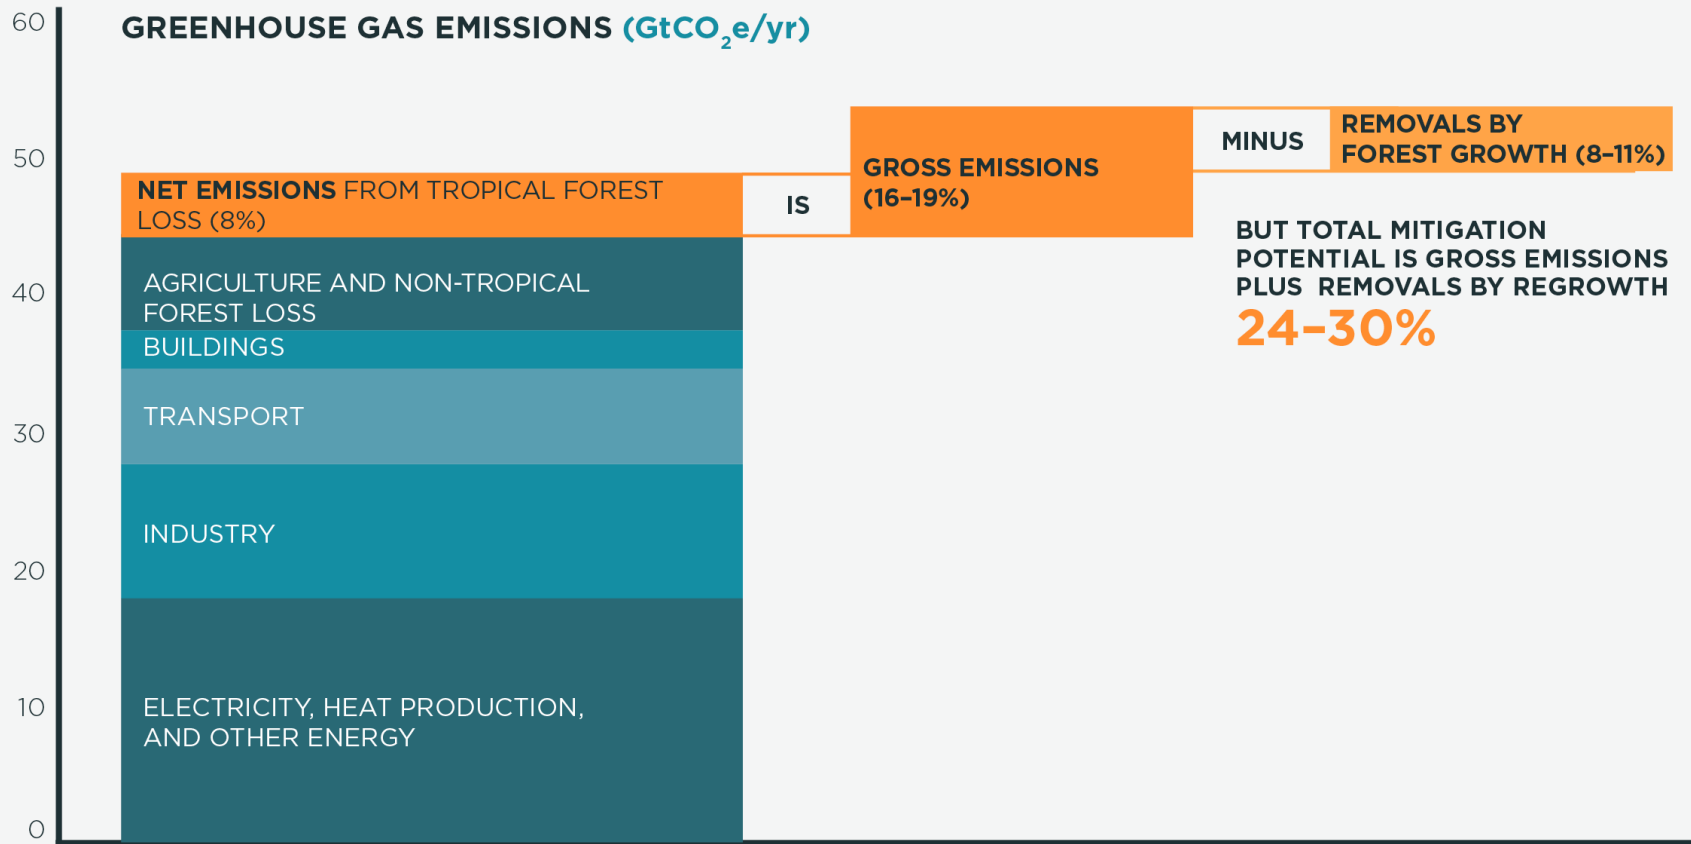 GREENHOUSE GAS EMISSIONS (GtCO₂e/yr)
60
50
40
30
20
10
0
NET EMISSIONS FROM TROPICAL FOREST
LOSS (8%)
IS
GROSS EMISSIONS
(16–19%)
MINUS
REMOVALS BY
FOREST GROWTH (8–11%)
BUT TOTAL MITIGATION
POTENTIAL IS GROSS EMISSIONS
PLUS REMOVALS BY REGROWTH
24–30%
AGRICULTURE AND NON-TROPICAL
FOREST LOSS
BUILDINGS
TRANSPORT
INDUSTRY
ELECTRICITY, HEAT PRODUCTION,
AND OTHER ENERGY